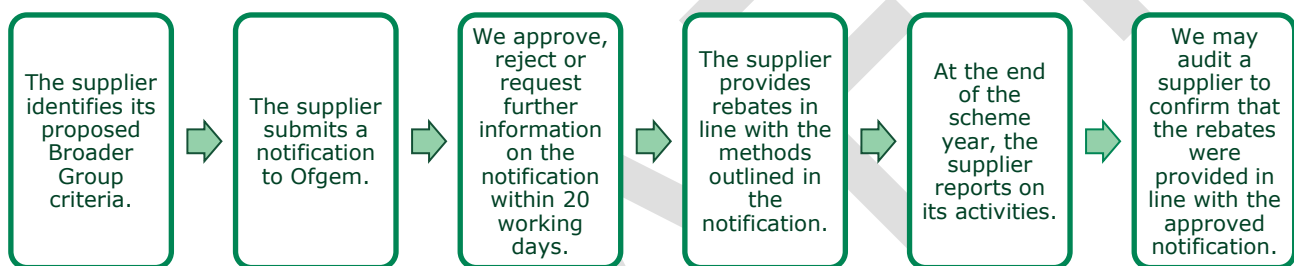 The supplier
identifies its
proposed
Broader
Group
criteria.
The supplier
submits a
notification
to Ofgem.
We approve,
reject or
request
further
information
on the
notification
within 20
working
days.
The supplier
provides
rebates in
line with the
methods
outlined in
the
notification.
At the end
of the
scheme
year, the
supplier
reports on
its activities.
We may
audit a
supplier to
confirm that
the rebates
were
provided in
line with the
approved
notification.